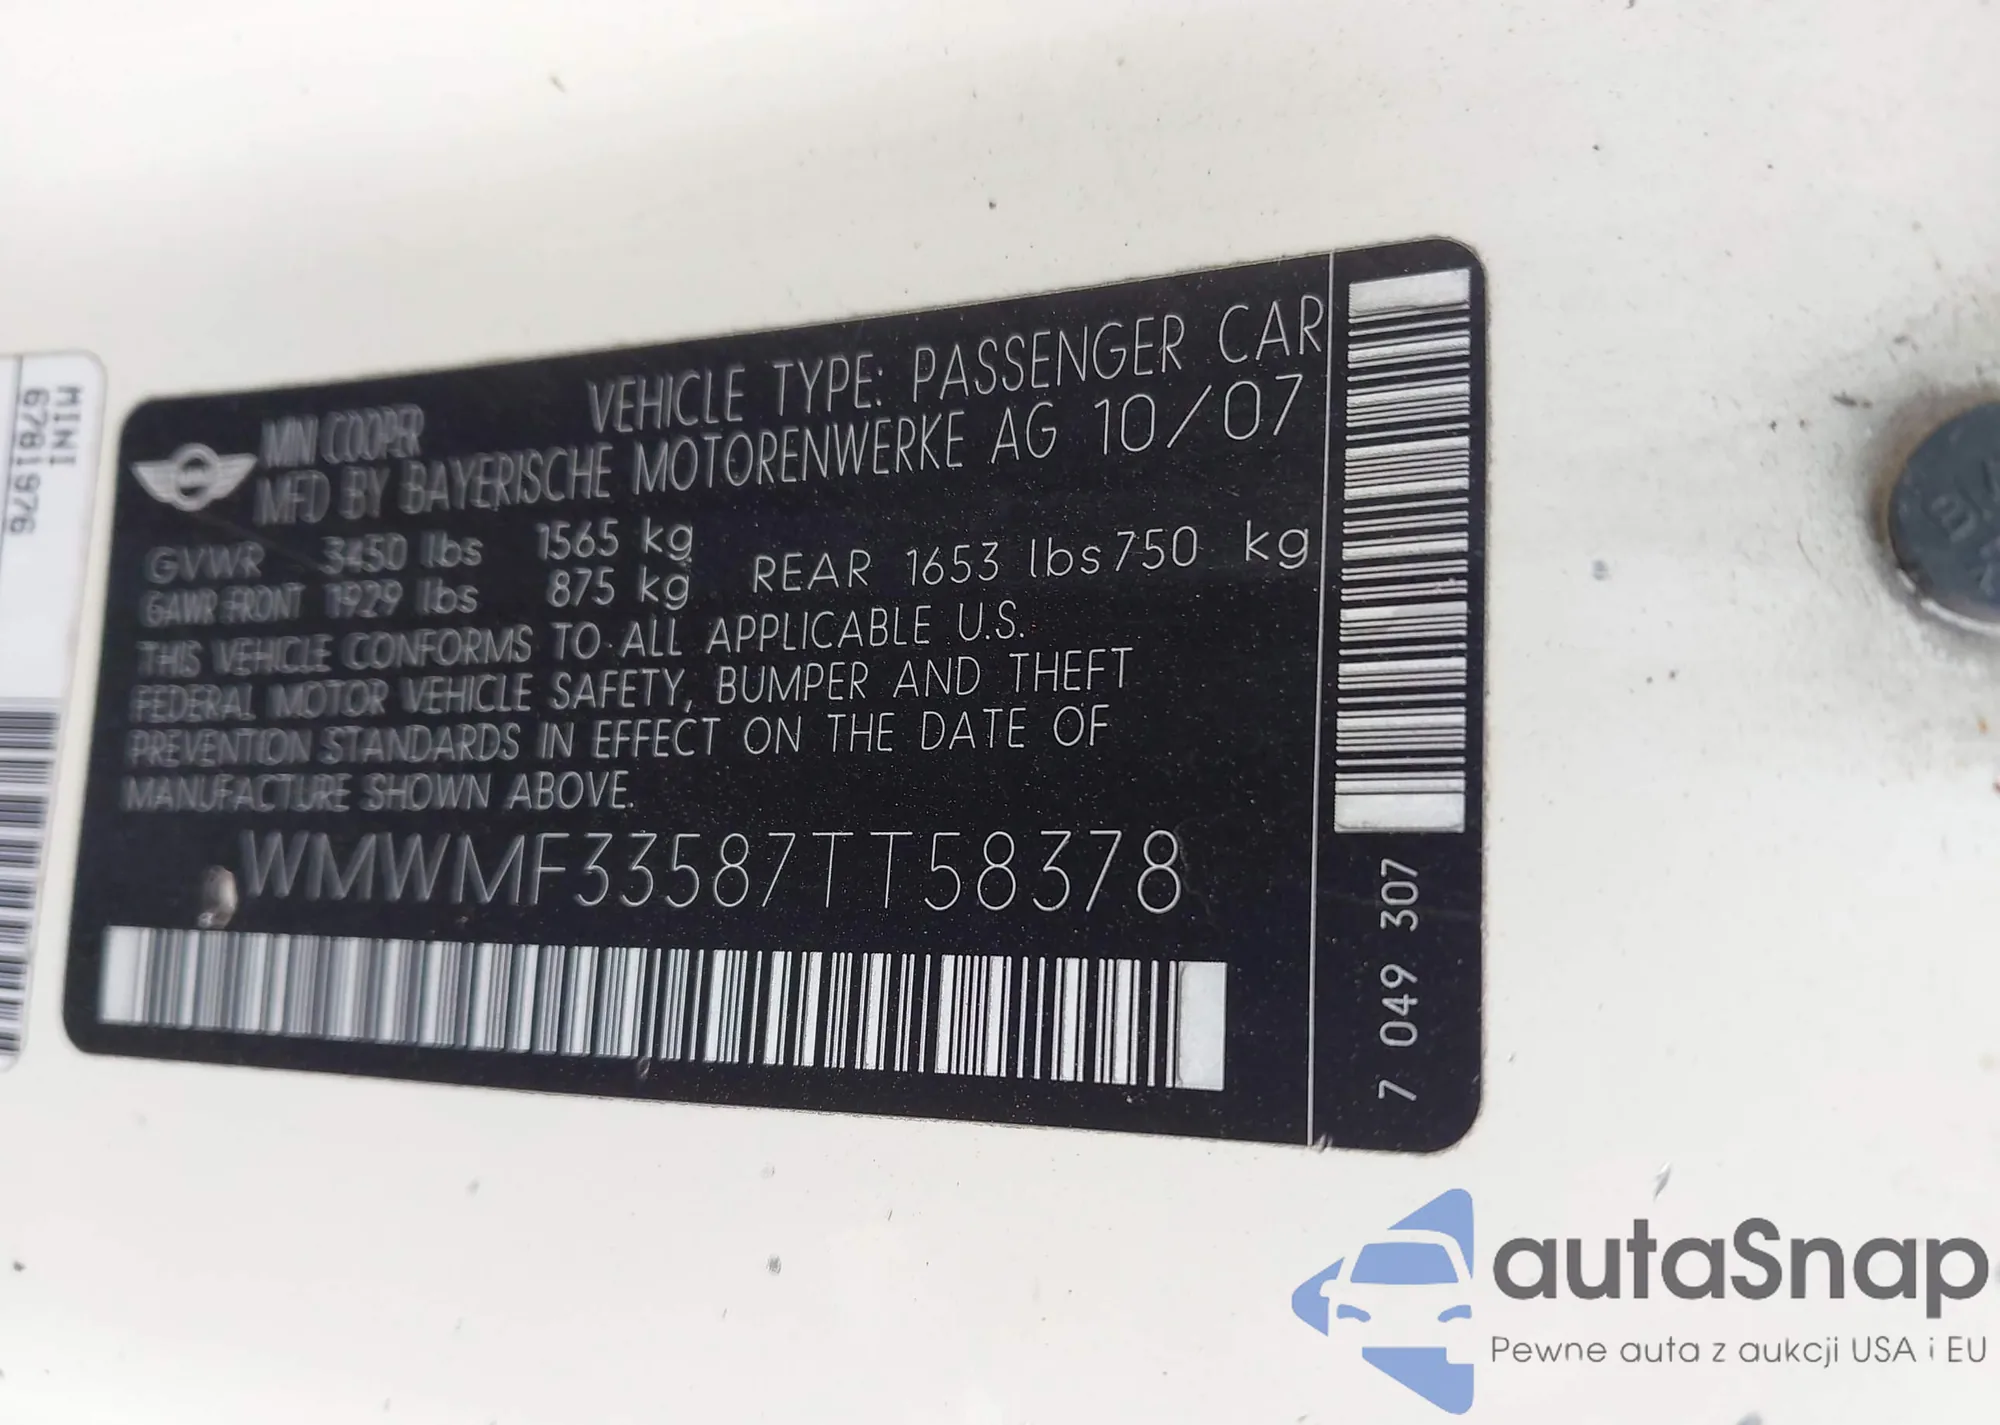 MINI
6781976
MINI COOPER
VEHICLE TYPE: PASSENGER CAR
MFD BY BAYERISCHE MOTORENWERKE AG 10/07
GVWR 3450 lbs 1565 kg
GAWR FRONT 1929 lbs 875 kg REAR 1653 lbs 750 kg
THIS VEHICLE CONFORMS TO ALL APPLICABLE U.S.
FEDERAL MOTOR VEHICLE SAFETY, BUMPER AND THEFT
PREVENTION STANDARDS IN EFFECT ON THE DATE OF
MANUFACTURE SHOWN ABOVE.
WMWMF33587TT58378
7 049 307
autaSnap
Pewne auta z aukcji USA i EU